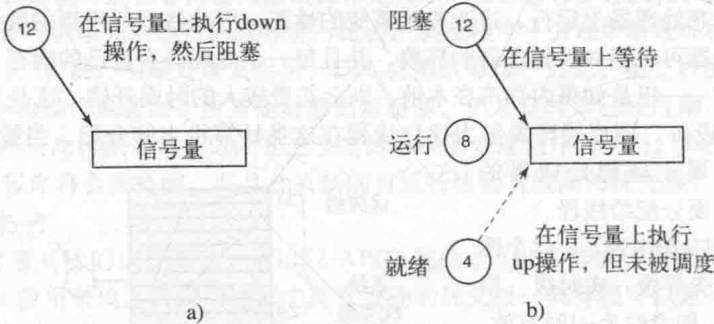 12
在信号量上执行down
操作，然后阻塞
信号量
a)
阻塞
12
在信号量上等待
运行
8
信号量
就绪
4
在信号量上执行
up操作，但未被调度
b)